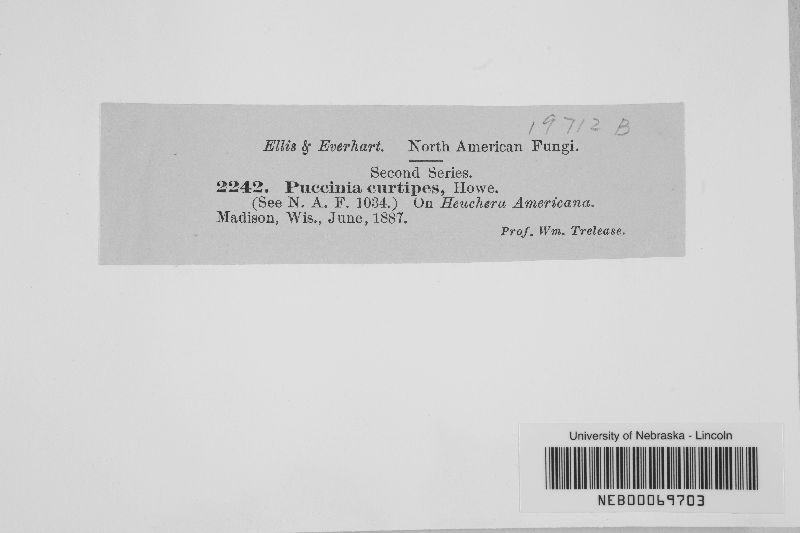 19712 B
Ellis & Everhart. North American Fungi.
Second Series.
2242. Puccinia curtipes, Howe.
(See N. A. F. 1034.) On Heuchera Americana.
Madison, Wis., June, 1887.
Prof. Wm. Trelease.
University of Nebraska - Lincoln
NEB00069703